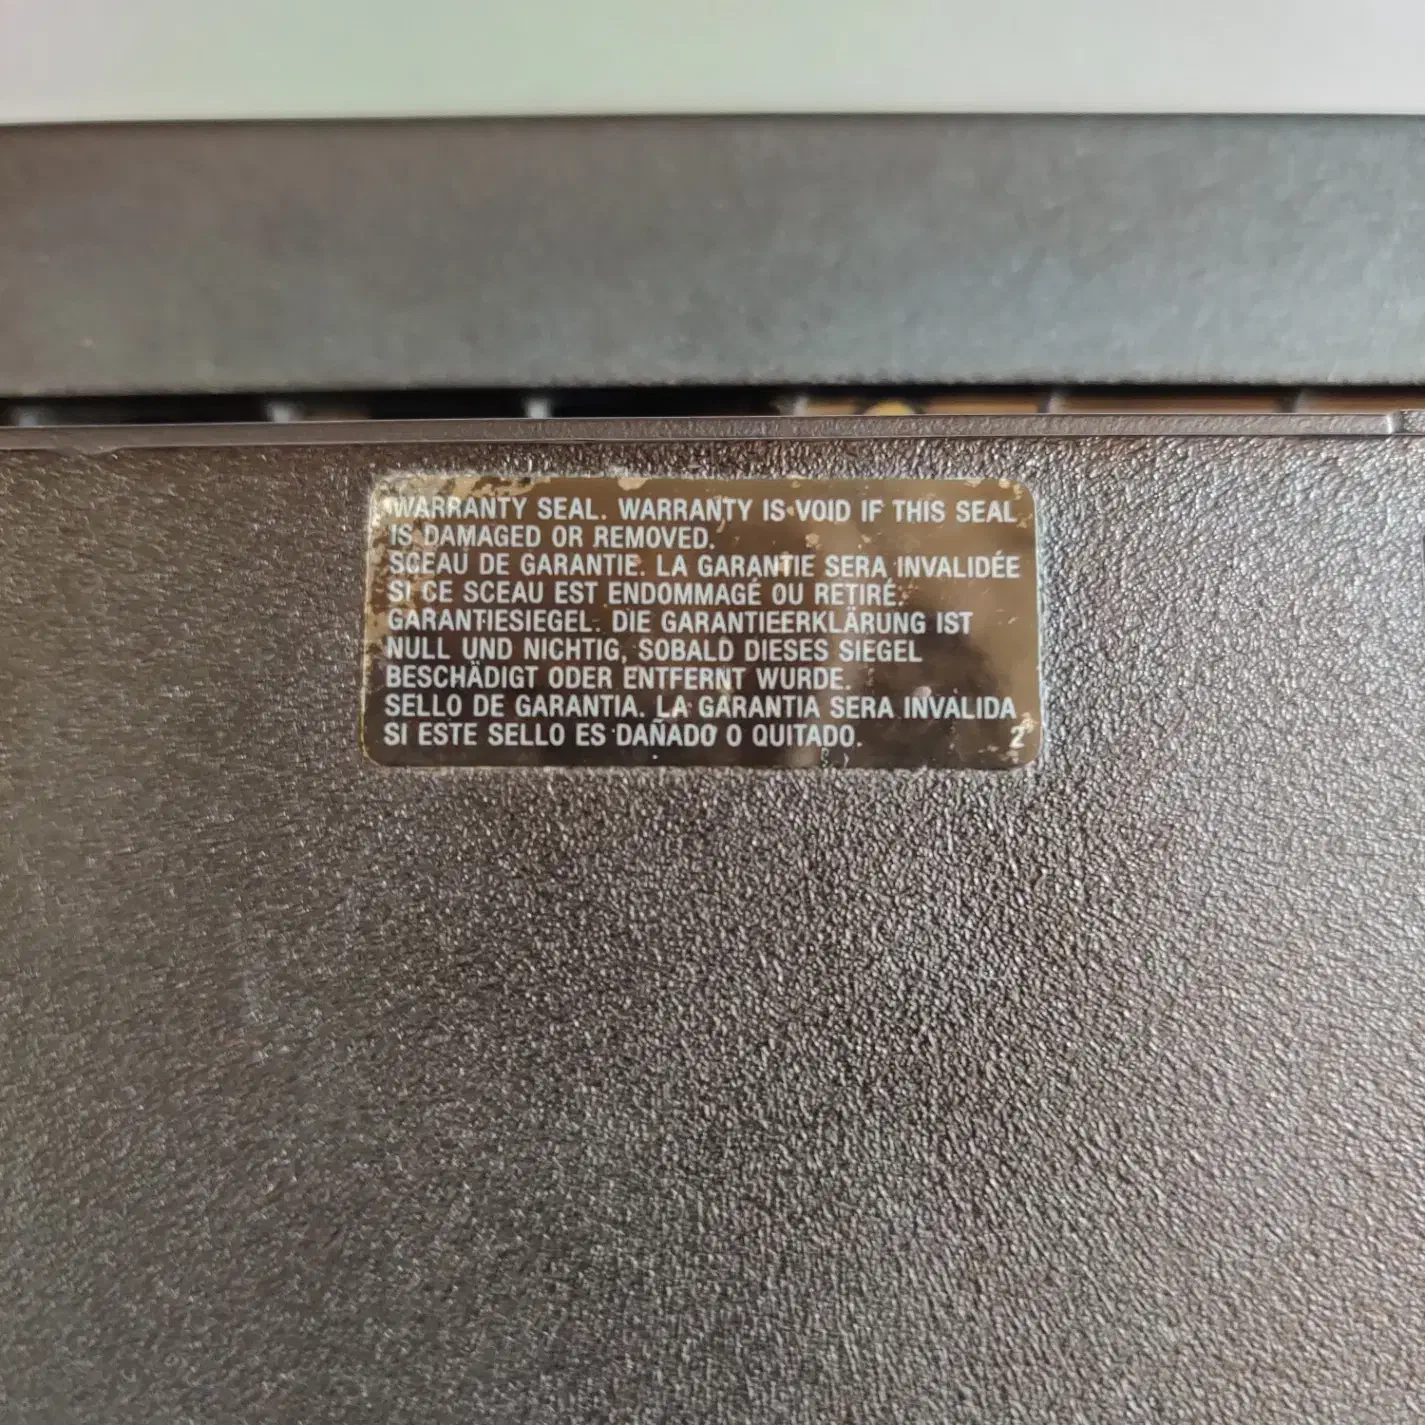 WARRANTY SEAL. WARRANTY IS VOID IF THIS SEAL
IS DAMAGED OR REMOVED.
SCEAU DE GARANTIE. LA GARANTIE SERA INVALIDÉE
SI CE SCEAU EST ENDOMMAGÉ OU RETIRÉ.
GARANTIESIEGEL. DIE GARANTIEERKLÄRUNG IST
NULL UND NICHTIG, SOBALD DIESES SIEGEL
BESCHÄDIGT ODER ENTFERNT WURDE.
SELLO DE GARANTIA. LA GARANTIA SERA INVALIDA
SI ESTE SELLO ES DAÑADO O QUITADO. 2